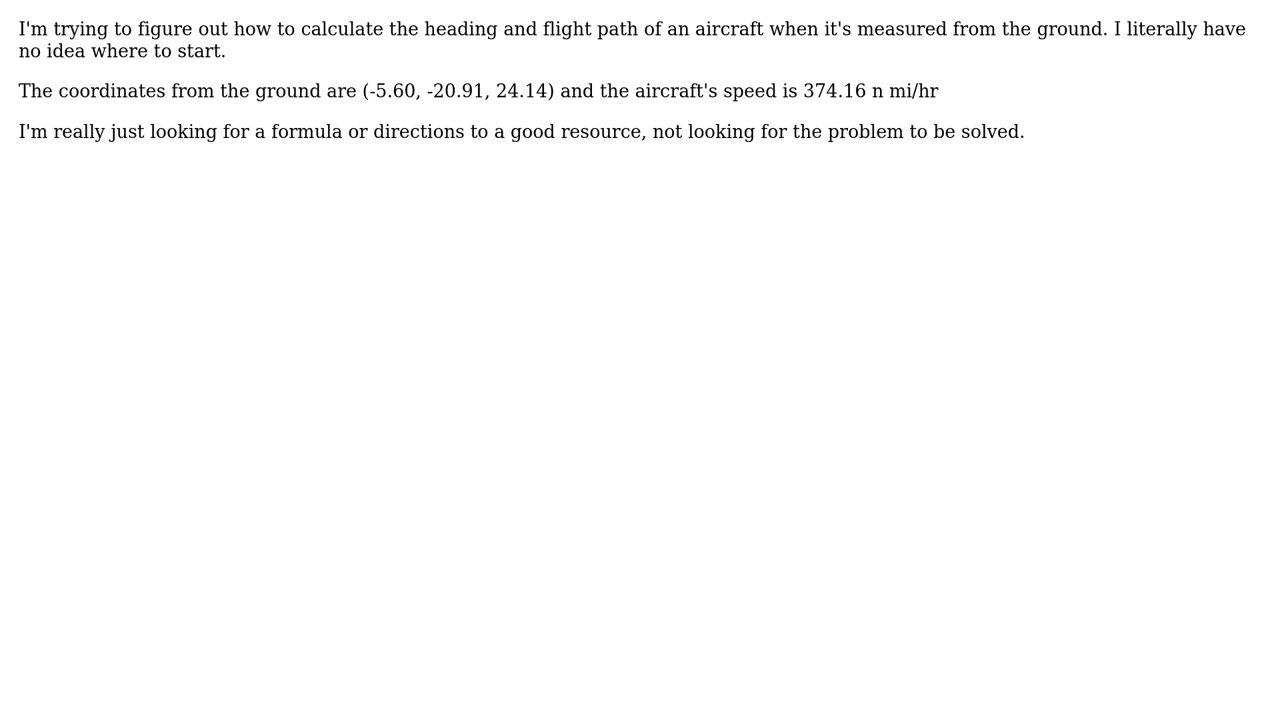 I'm trying to figure out how to calculate the heading and flight path of an aircraft when it's measured from the ground. I literally have
no idea where to start.
The coordinates from the ground are (-5.60, -20.91, 24.14) and the aircraft's speed is 374.16 n mi/hr
I'm really just looking for a formula or directions to a good resource, not looking for the problem to be solved.